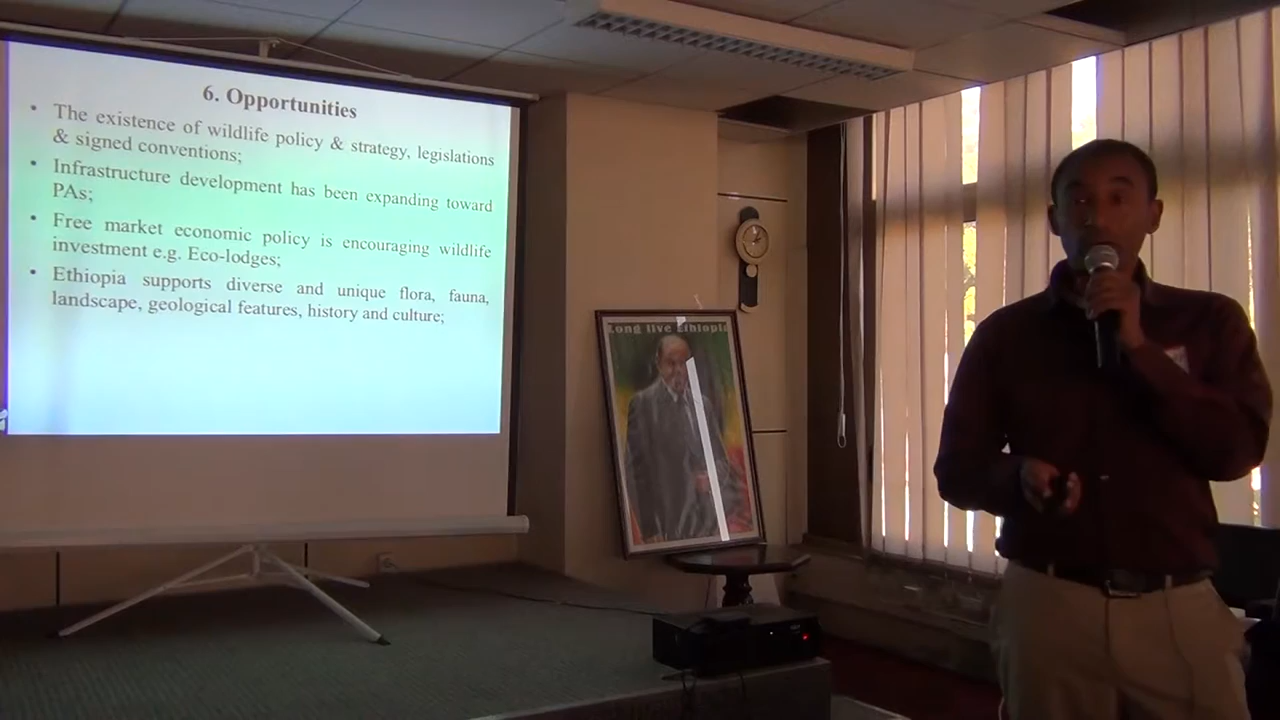 6. Opportunities
• The existence of wildlife policy & strategy, legislations
& signed conventions;
• Infrastructure development has been expanding toward
PAs;
• Free market economic policy is encouraging wildlife
investment e.g. Eco-lodges;
• Ethiopia supports diverse and unique flora, fauna,
landscape, geological features, history and culture;
Long live Ethiopia